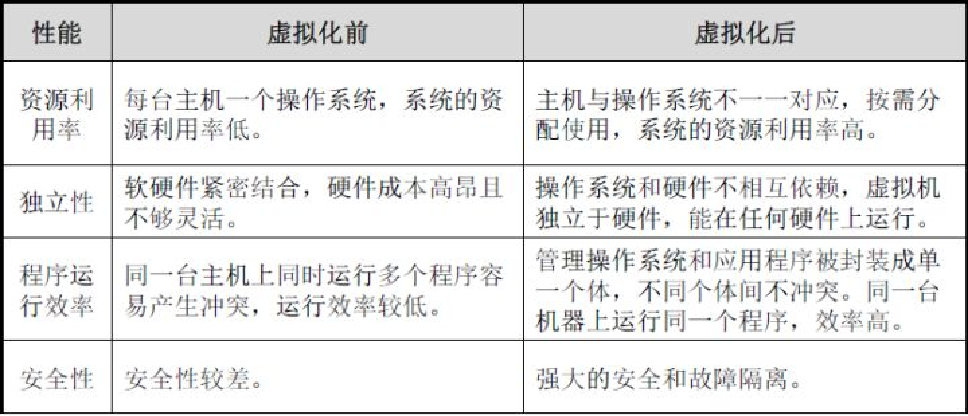 性能 虚拟化前 虚拟化后
资源利用率 每台主机一个操作系统，系统的资源利用率低。 主机与操作系统不一一对应，按需分配使用，系统的资源利用率高。
独立性 软硬件紧密结合，硬件成本高昂且不够灵活。 操作系统和硬件不相互依赖，虚拟机独立于硬件，能在任何硬件上运行。
程序运行效率 同一台主机上同时运行多个程序容易产生冲突，运行效率较低。 管理操作系统和应用程序被封装成单一个体，不同个体间不冲突。同一台机器上运行同一个程序，效率高。
安全性 安全性较差。 强大的安全和故障隔离。